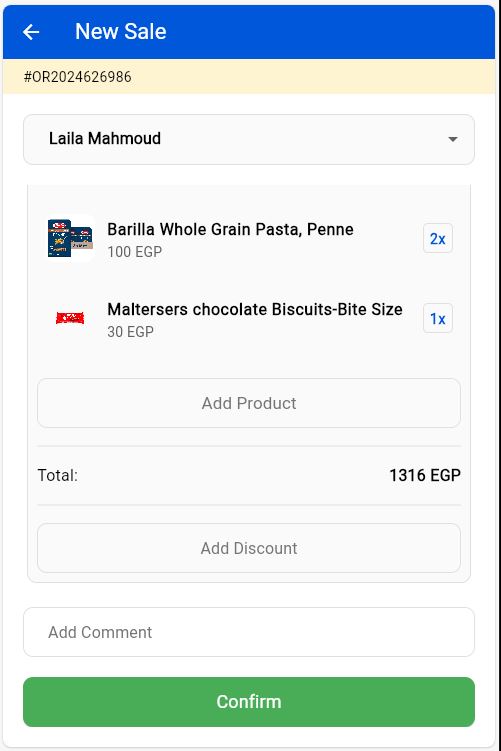 New Sale
#OR2024626986
Laila Mahmoud
Barilla Whole Grain Pasta, Penne
100 EGP
2x
Maltersers chocolate Biscuits-Bite Size
30 EGP
1x
Add Product
Total: 1316 EGP
Add Discount
Add Comment
Confirm